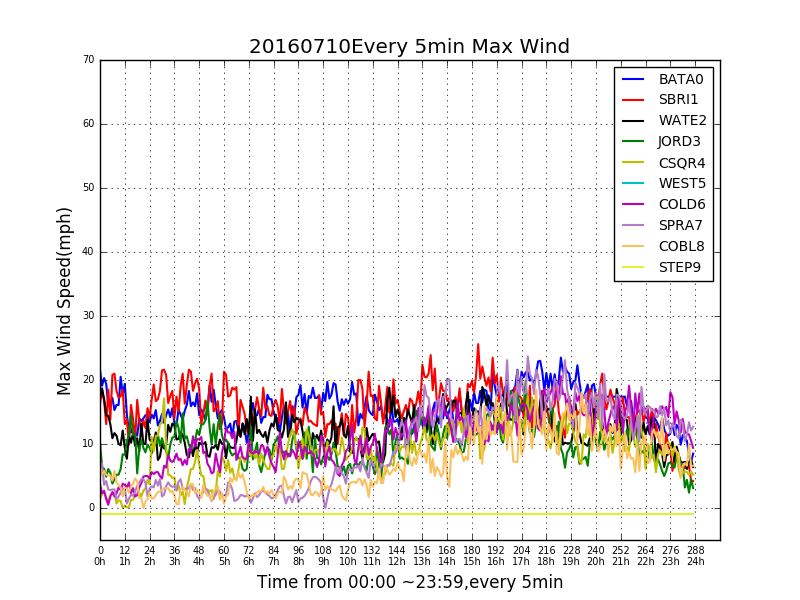 20160710Every 5min Max Wind
70
60
50
40
30
20
10
0
Max Wind Speed(mph)
BATA0
SBRI1
WATE2
JORD3
CSQR4
WEST5
COLD6
SPRA7
COBL8
STEP9
0 12 24 36 48 60 72 84 96 108 120 132 144 156 168 180 192 204 216 228 240 252 264 276 288
0h 1h 2h 3h 4h 5h 6h 7h 8h 9h 10h 11h 12h 13h 14h 15h 16h 17h 18h 19h 20h 21h 22h 23h 24h
Time from 00:00 ~23:59,every 5min